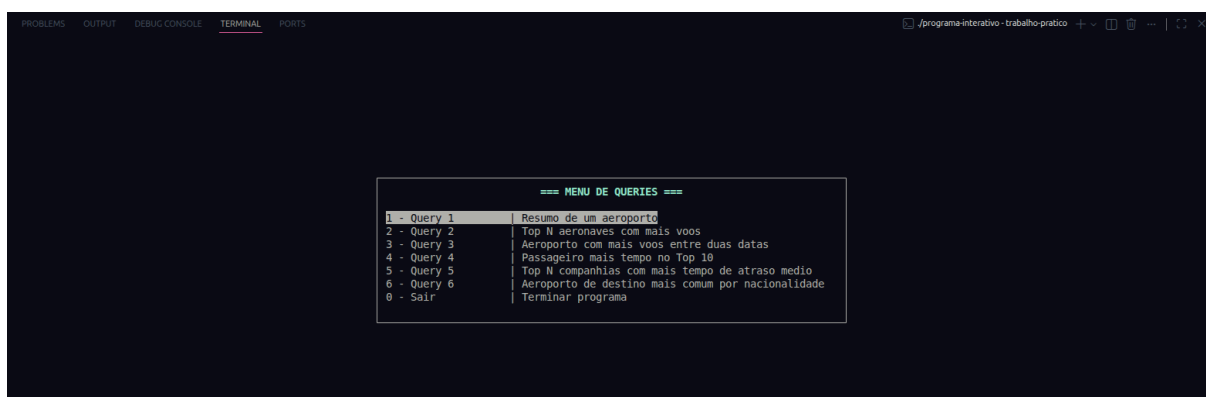 PROBLEMS OUTPUT DEBUG CONSOLE TERMINAL PORTS ./programa-interativo - trabalho-pratico
=== MENU DE QUERIES ===
1 - Query 1 | Resumo de um aeroporto
2 - Query 2 | Top N aeronaves com mais voos
3 - Query 3 | Aeroporto com mais voos entre duas datas
4 - Query 4 | Passageiro mais tempo no Top 10
5 - Query 5 | Top N companhias com mais tempo de atraso medio
6 - Query 6 | Aeroporto de destino mais comum por nacionalidade
0 - Sair | Terminar programa